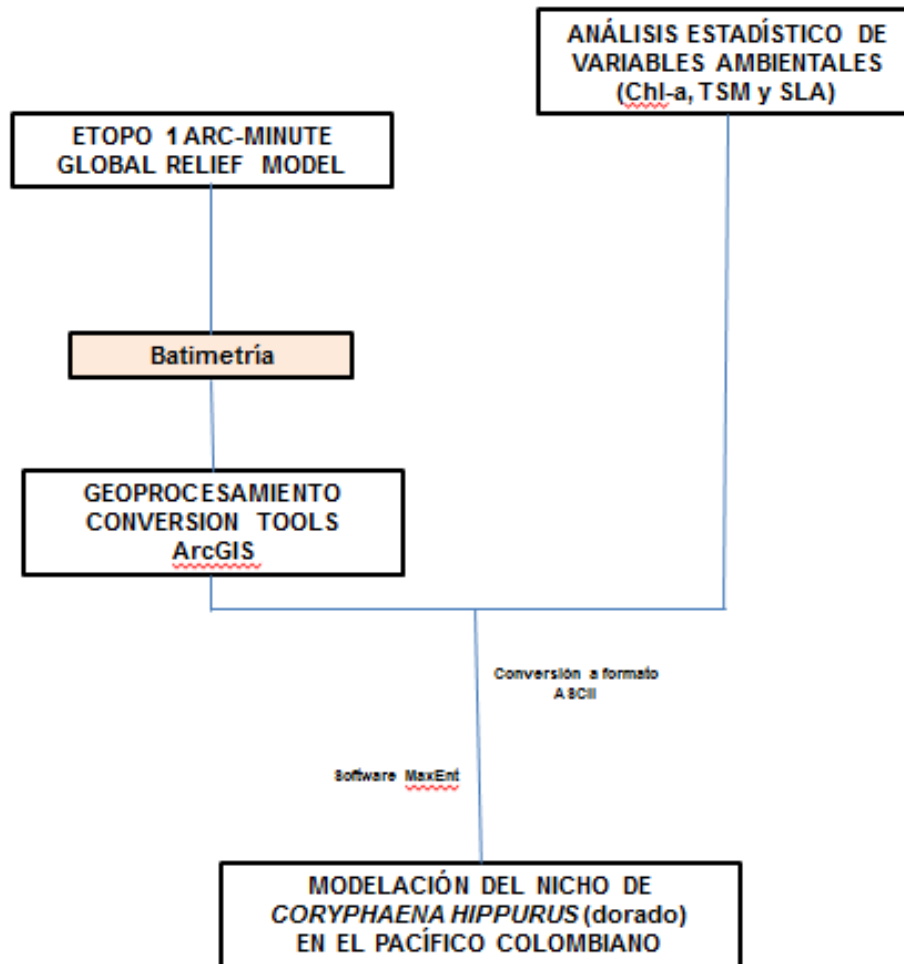 ANÁLISIS ESTADÍSTICO DE
VARIABLES AMBIENTALES
(Chl-a, TSM y SLA)
ETOPO 1 ARC-MINUTE
GLOBAL RELIEF MODEL
Batimetría
GEOPROCESAMIENTO
CONVERSION TOOLS
ArcGIS
Conversión a formato
ASCII
Software MaxEnt
MODELACIÓN DEL NICHO DE
CORYPHAENA HIPPURUS (dorado)
EN EL PACÍFICO COLOMBIANO